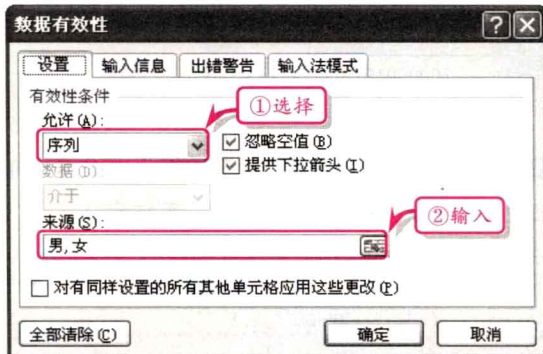 数据有效性
设置 输入信息 出错警告 输入法模式
有效性条件
①选择
允许(A):
序列
忽略空值(B)
数据(D):
提供下拉箭头(I)
介于
②输入
来源(S):
男,女
对有同样设置的所有其他单元格应用这些更改(P)
全部清除(C) 确定 取消